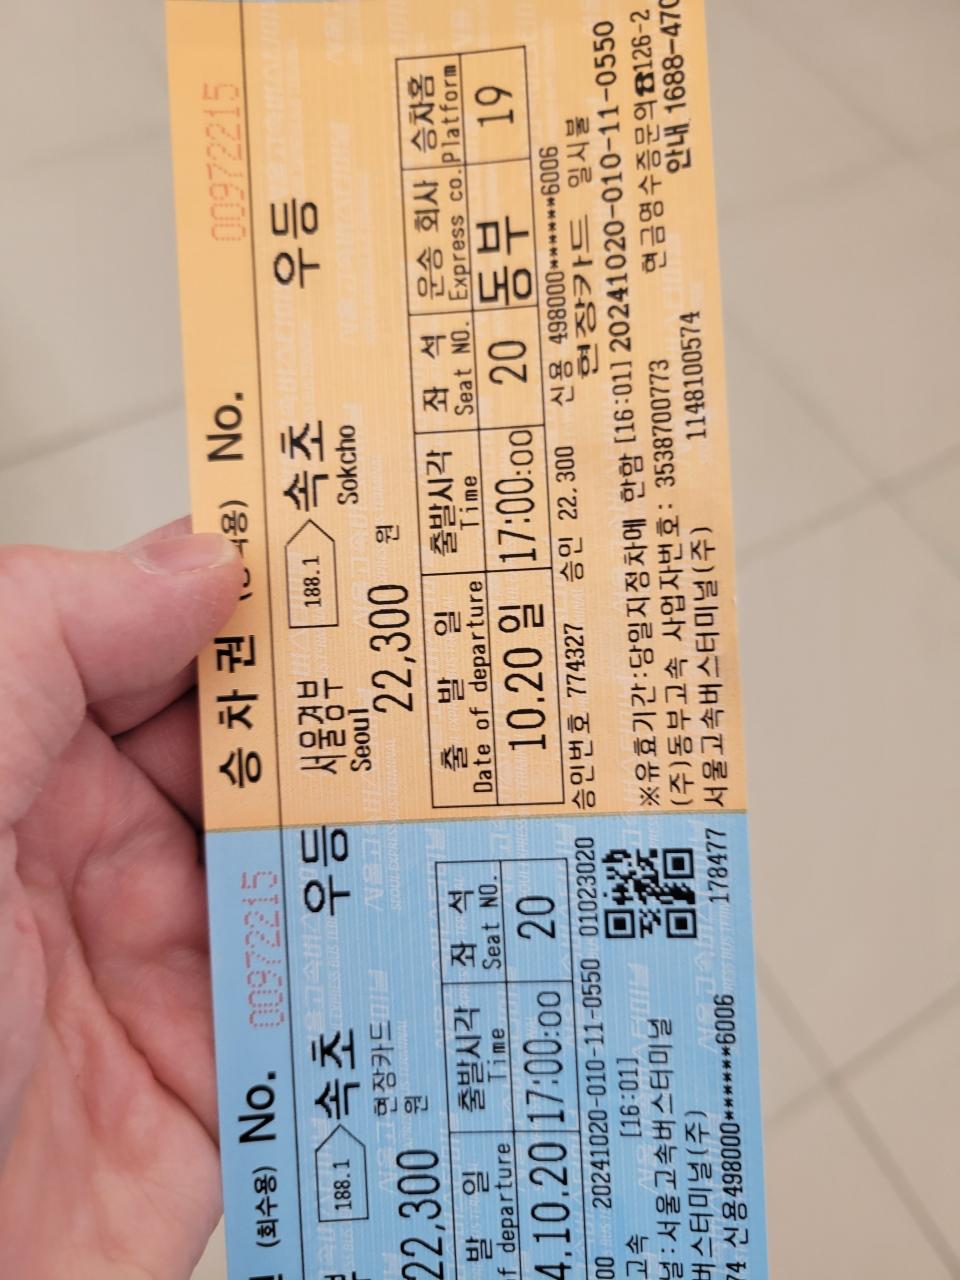 승차권 No. 00972215
서울경부 188.1 속초 우등
Seoul Sokcho
22,300 원
출 발 일 출발시각 좌 석 운송 회사 승차홈
Date of departure Time Seat NO. Express co. Platform
10.20 일 17:00:00 20 동부 19
승인번호 774327 승인 22,300 신용 498000******6006
현장카드 일시불
※유효기간:당일지정차에 한함 [16:01] 20241020-010-11-0550
(주)동부고속 사업자번호: 3538700773 현금영수증문의☎126-2
서울고속버스터미널(주) 1148100574 안내 1688-470
(회수용) No. 00972215
188.1 속초 우등
현장카드
22,300 원
발 일 출발시각 좌 석
departure Time Seat NO.
4.10.20 17:00:00 20
00 20241020-010-11-0550 01023020
고속 [16:01]
널:서울고속버스터미널
버스터미널(주)
74 신용498000******6006 178477